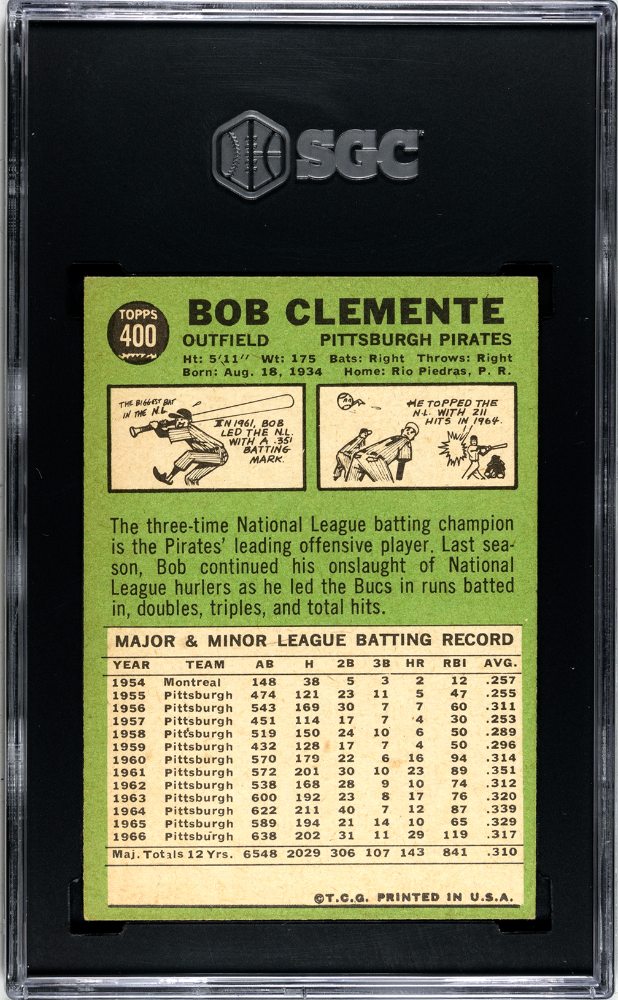 SGC
TOPPS
400
BOB CLEMENTE
OUTFIELD PITTSBURGH PIRATES
Ht: 5'11" Wt: 175 Bats: Right Throws: Right
Born: Aug. 18, 1934 Home: Rio Piedras, P. R.
THE BIGGEST BAT
IN THE N.L.
IN 1961, BOB
LED THE N.L.
WITH A .351
BATTING
MARK.
HE TOPPED THE
N.L. WITH 211
HITS IN 1964.
The three-time National League batting champion
is the Pirates' leading offensive player. Last sea-
son, Bob continued his onslaught of National
League hurlers as he led the Bucs in runs batted
in, doubles, triples, and total hits.
MAJOR & MINOR LEAGUE BATTING RECORD
YEAR TEAM AB H 2B 3B HR RBI AVG.
1954 Montreal 148 38 5 3 2 12 .257
1955 Pittsburgh 474 121 23 11 5 47 .255
1956 Pittsburgh 543 169 30 7 7 60 .311
1957 Pittsburgh 451 114 17 7 4 30 .253
1958 Pittsburgh 519 150 24 10 6 50 .289
1959 Pittsburgh 432 128 17 7 4 50 .296
1960 Pittsburgh 570 179 22 6 16 94 .314
1961 Pittsburgh 572 201 30 10 23 89 .351
1962 Pittsburgh 538 168 28 9 10 74 .312
1963 Pittsburgh 600 192 23 8 17 76 .320
1964 Pittsburgh 622 211 40 7 12 87 .339
1965 Pittsburgh 589 194 21 14 10 65 .329
1966 Pittsburgh 638 202 31 11 29 119 .317
Maj. Totals 12 Yrs. 6548 2029 306 107 143 841 .310
©T.C.G. PRINTED IN U.S.A.